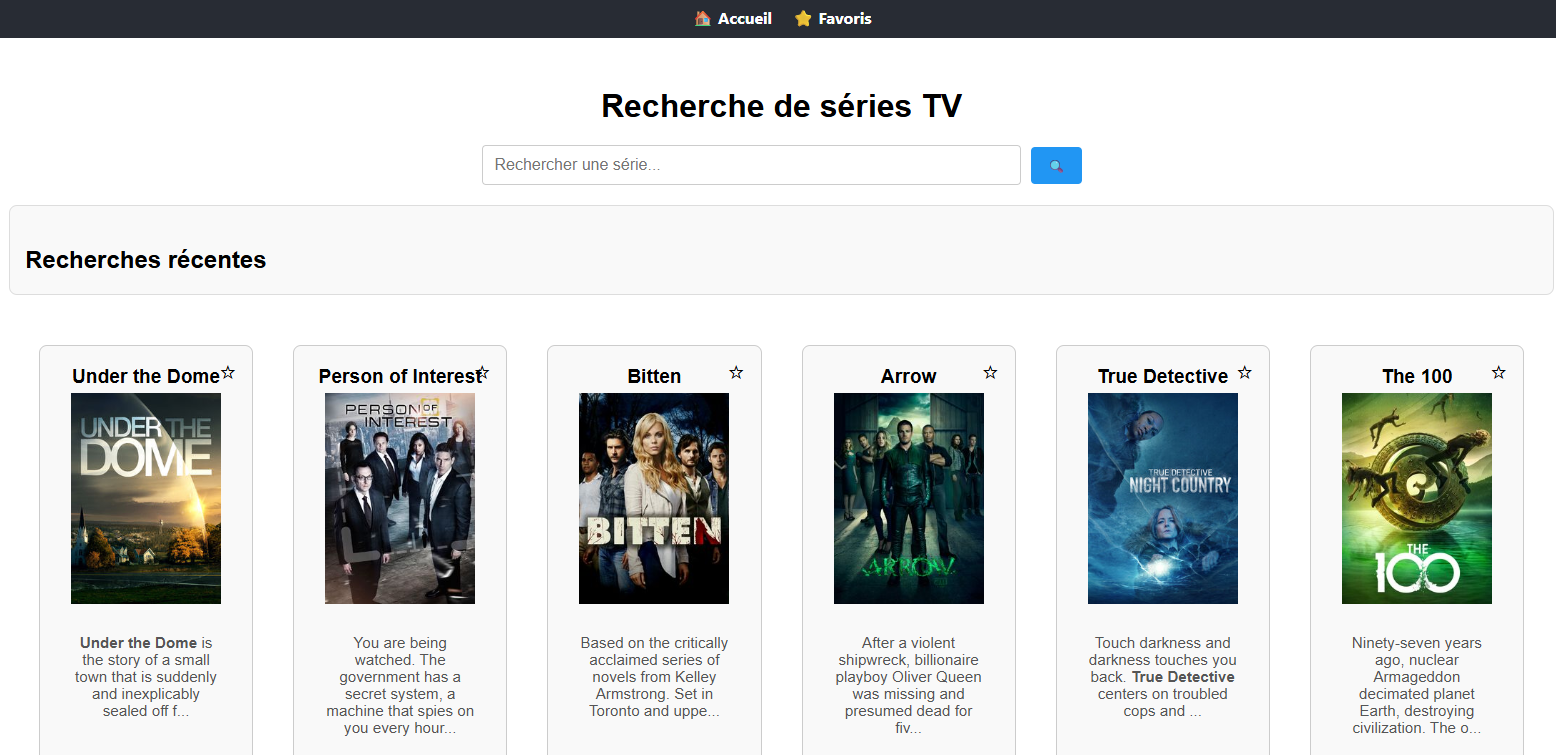 🏠 Accueil ⭐ Favoris
Recherche de séries TV
Rechercher une série...
Recherches récentes
Under the Dome ☆
UNDER THE
DOME
Under the Dome is
the story of a small
town that is suddenly
and inexplicably
sealed off f...
Person of Interest ☆
PERSON OF
INTEREST
You are being
watched. The
government has a
secret system, a
machine that spies on
you every hour...
Bitten ☆
BITTEN
Based on the critically
acclaimed series of
novels from Kelley
Armstrong. Set in
Toronto and uppe...
Arrow ☆
ARROW
After a violent
shipwreck, billionaire
playboy Oliver Queen
was missing and
presumed dead for
fiv...
True Detective ☆
TRUE DETECTIVE
NIGHT COUNTRY
Touch darkness and
darkness touches you
back. True Detective
centers on troubled
cops and ...
The 100 ☆
THE
100
Ninety-seven years
ago, nuclear
Armageddon
decimated planet
Earth, destroying
civilization. The o...